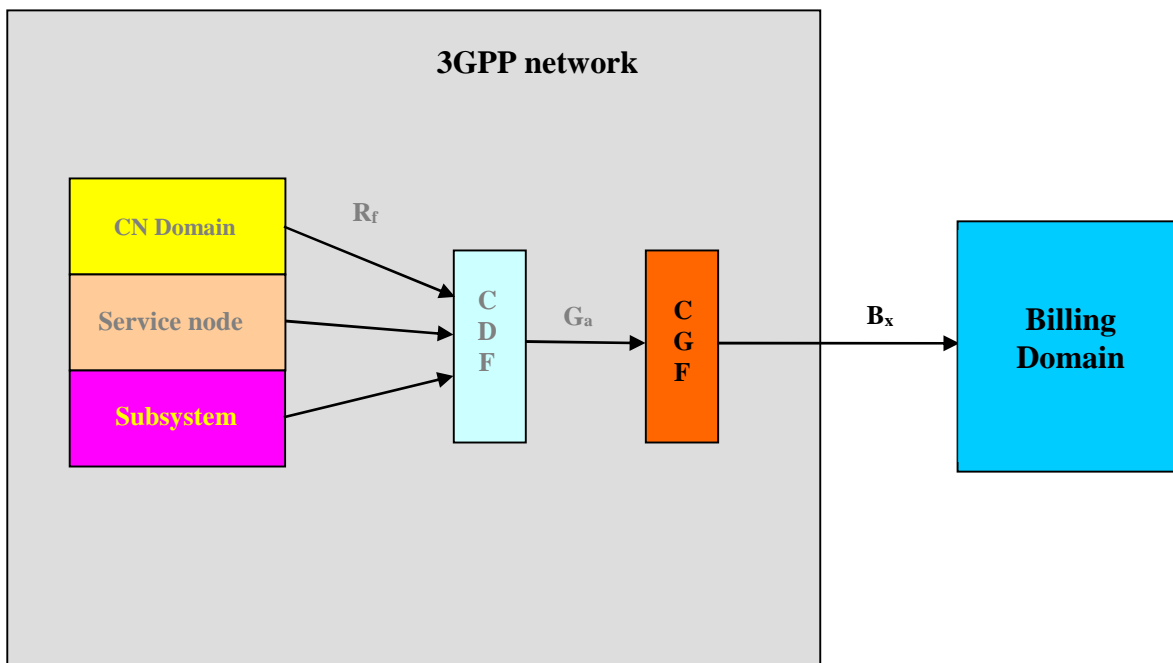 3GPP network
CN Domain
Service node
Subsystem
Rf
C
D
F
Ga
C
G
F
Bx
Billing
Domain